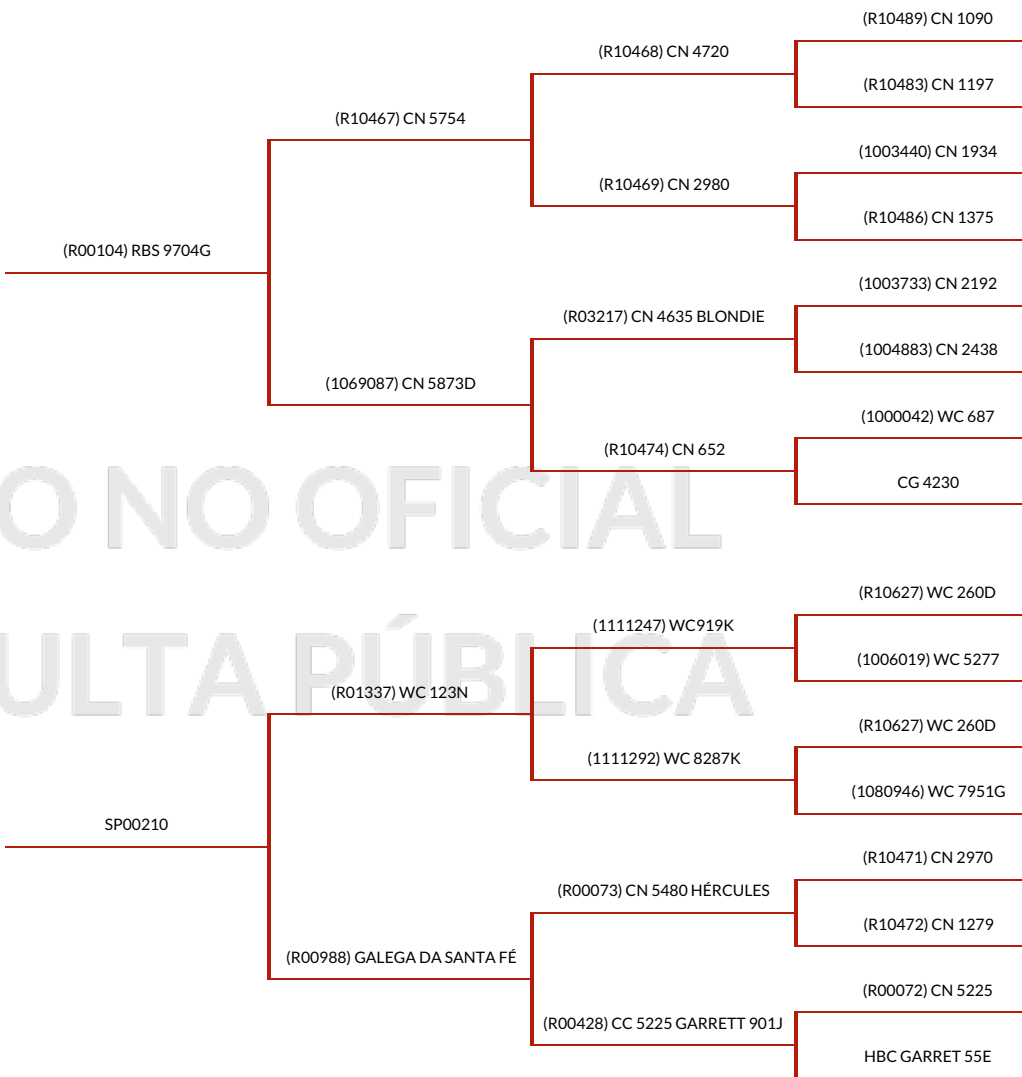 (R10489) CN 1090
(R10468) CN 4720
(R10483) CN 1197
(R10467) CN 5754
(1003440) CN 1934
(R10469) CN 2980
(R10486) CN 1375
(R00104) RBS 9704G
(1003733) CN 2192
(R03217) CN 4635 BLONDIE
(1004883) CN 2438
(1069087) CN 5873D
(1000042) WC 687
(R10474) CN 652
CG 4230
O NO OFICIAL
(R10627) WC 260D
(1111247) WC919K
(1006019) WC 5277
ULTA PÚBLICA
(R01337) WC 123N
(R10627) WC 260D
(1111292) WC 8287K
(1080946) WC 7951G
SP00210
(R10471) CN 2970
(R00073) CN 5480 HÉRCULES
(R10472) CN 1279
(R00988) GALEGA DA SANTA FÉ
(R00072) CN 5225
(R00428) CC 5225 GARRETT 901J
HBC GARRET 55E